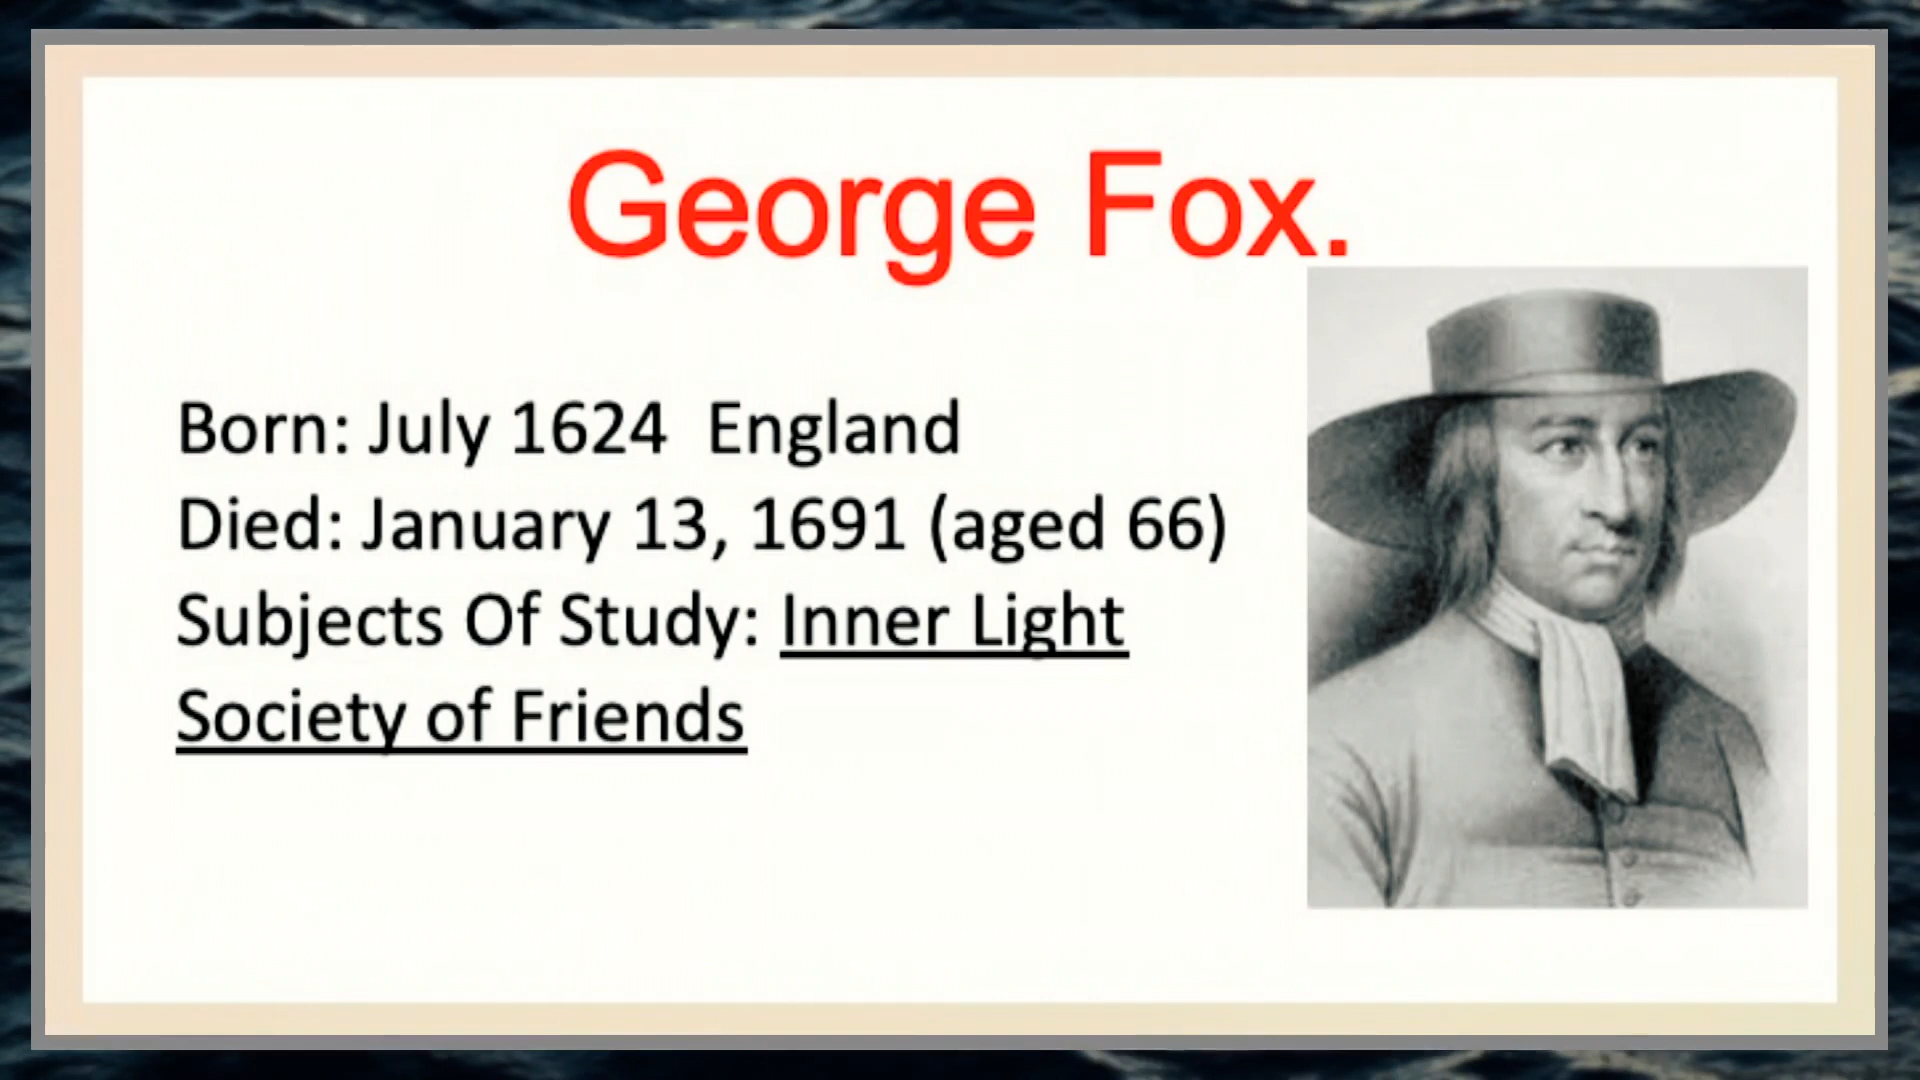 George Fox.
Born: July 1624  England
Died: January 13, 1691 (aged 66)
Subjects Of Study: Inner Light
Society of Friends